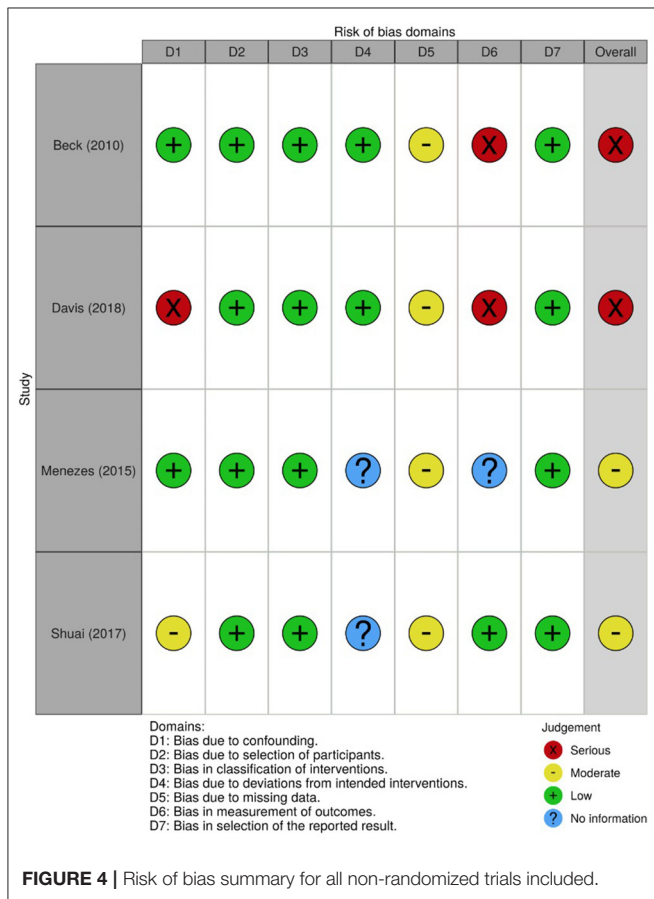 Risk of bias domains
D1 D2 D3 D4 D5 D6 D7 Overall
Study
Beck (2010) + + + + - X + X
Davis (2018) X + + + - X + X
Menezes (2015) + + + ? - ? + -
Shuai (2017) - + + ? - + + -
Domains:
D1: Bias due to confounding.
D2: Bias due to selection of participants.
D3: Bias in classification of interventions.
D4: Bias due to deviations from intended interventions.
D5: Bias due to missing data.
D6: Bias in measurement of outcomes.
D7: Bias in selection of the reported result.
Judgement
X Serious
- Moderate
+ Low
? No information
FIGURE 4 | Risk of bias summary for all non-randomized trials included.